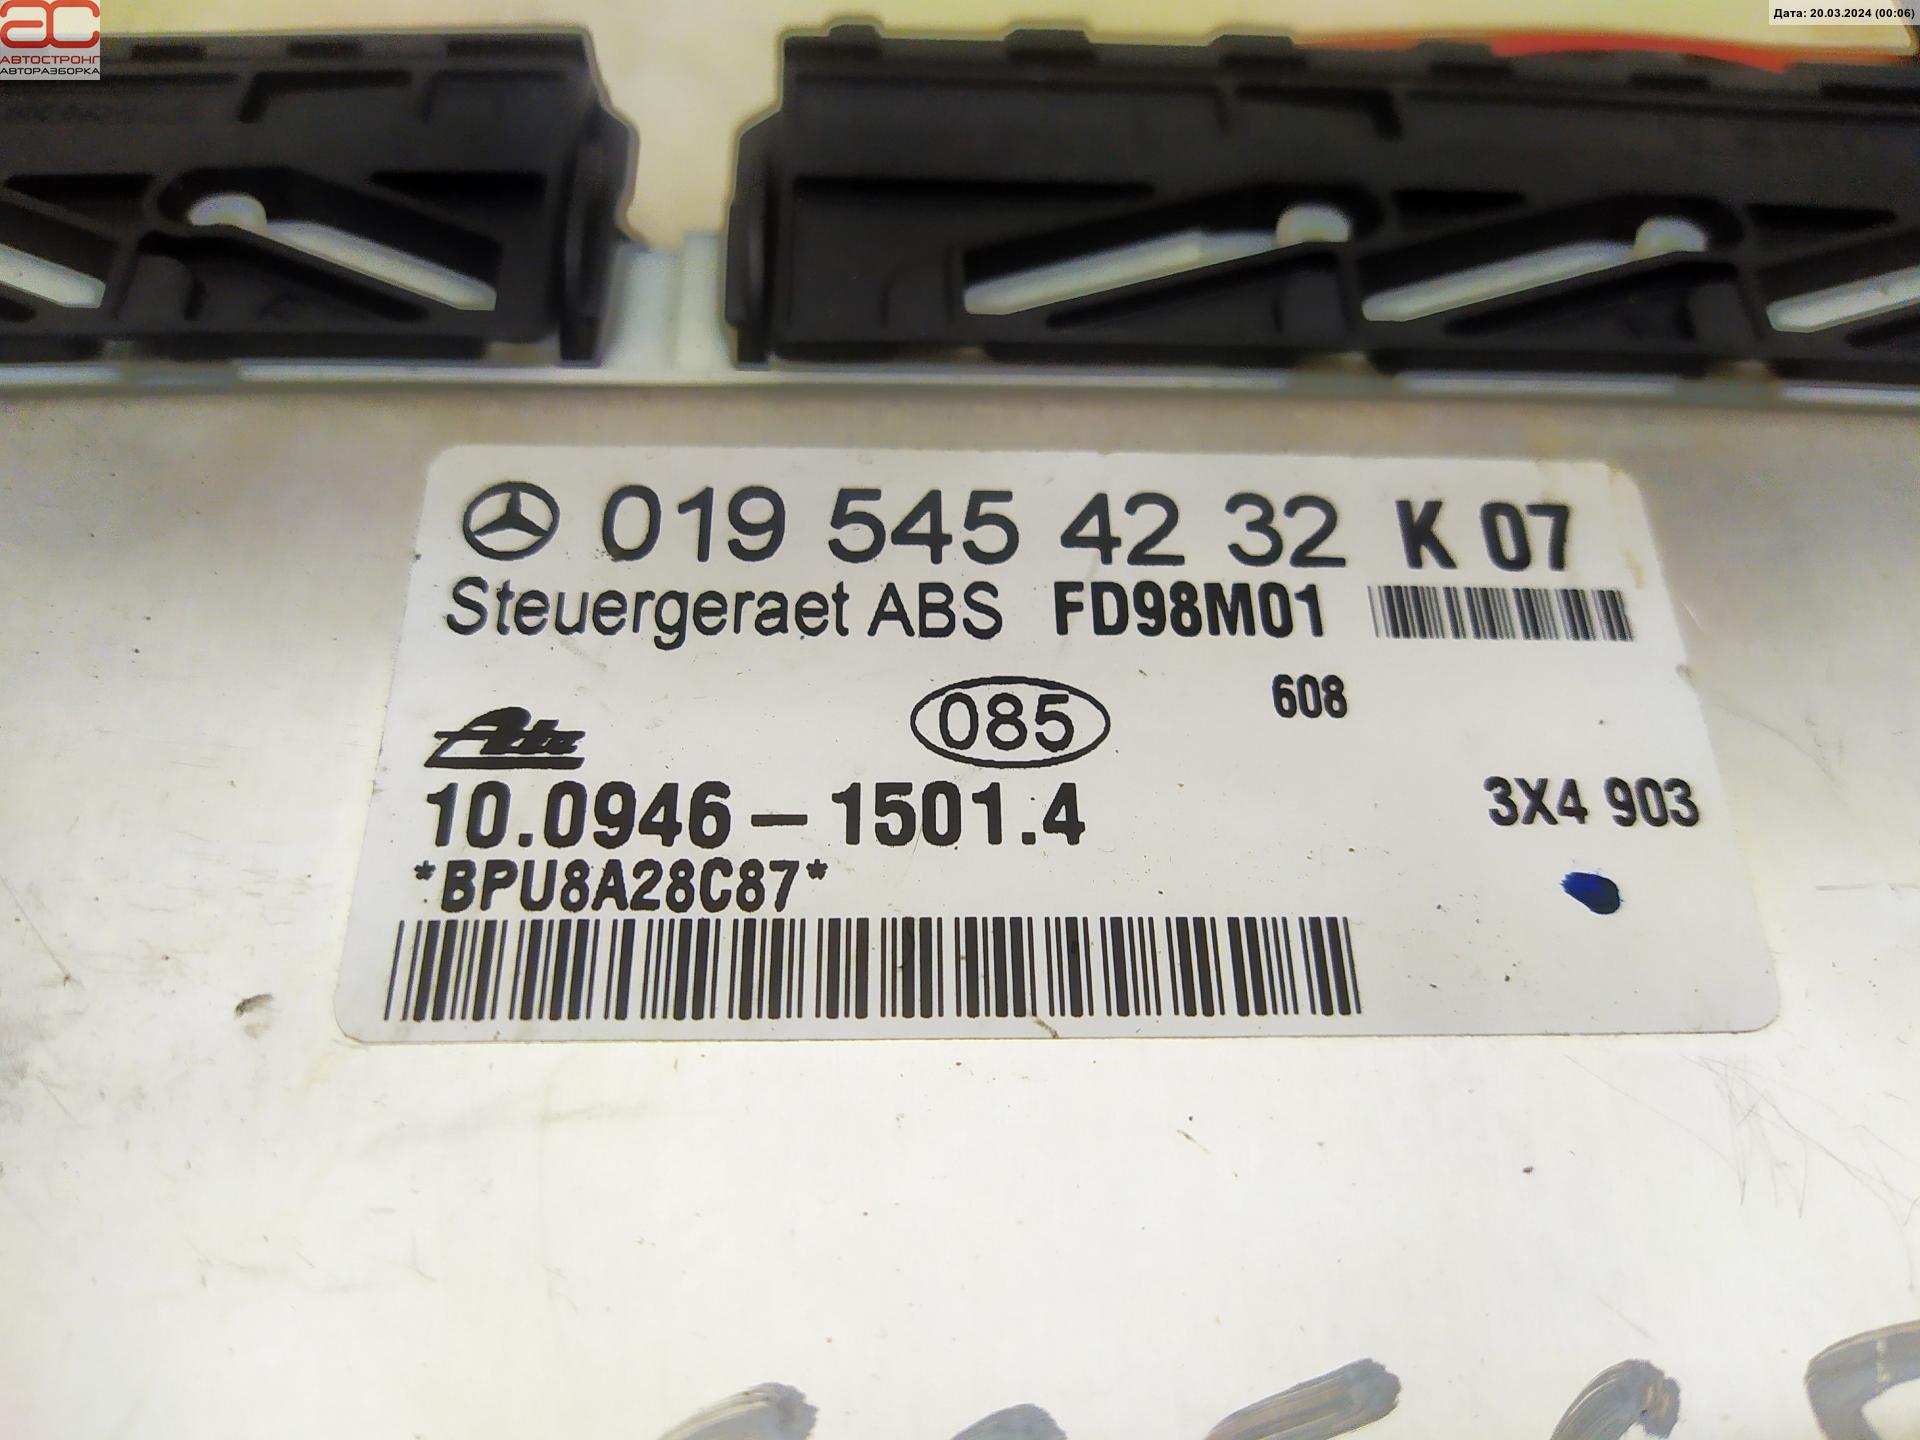 АС
АВТОСТРОНГ
АВТОРАЗБОРКА
Дата: 20.03.2024 (00:06)
019 545 42 32 K 07
Steuergeraet ABS FD98M01
085 608
Ate
10.0946-1501.4 3X4 903
*BPU8A28C87*